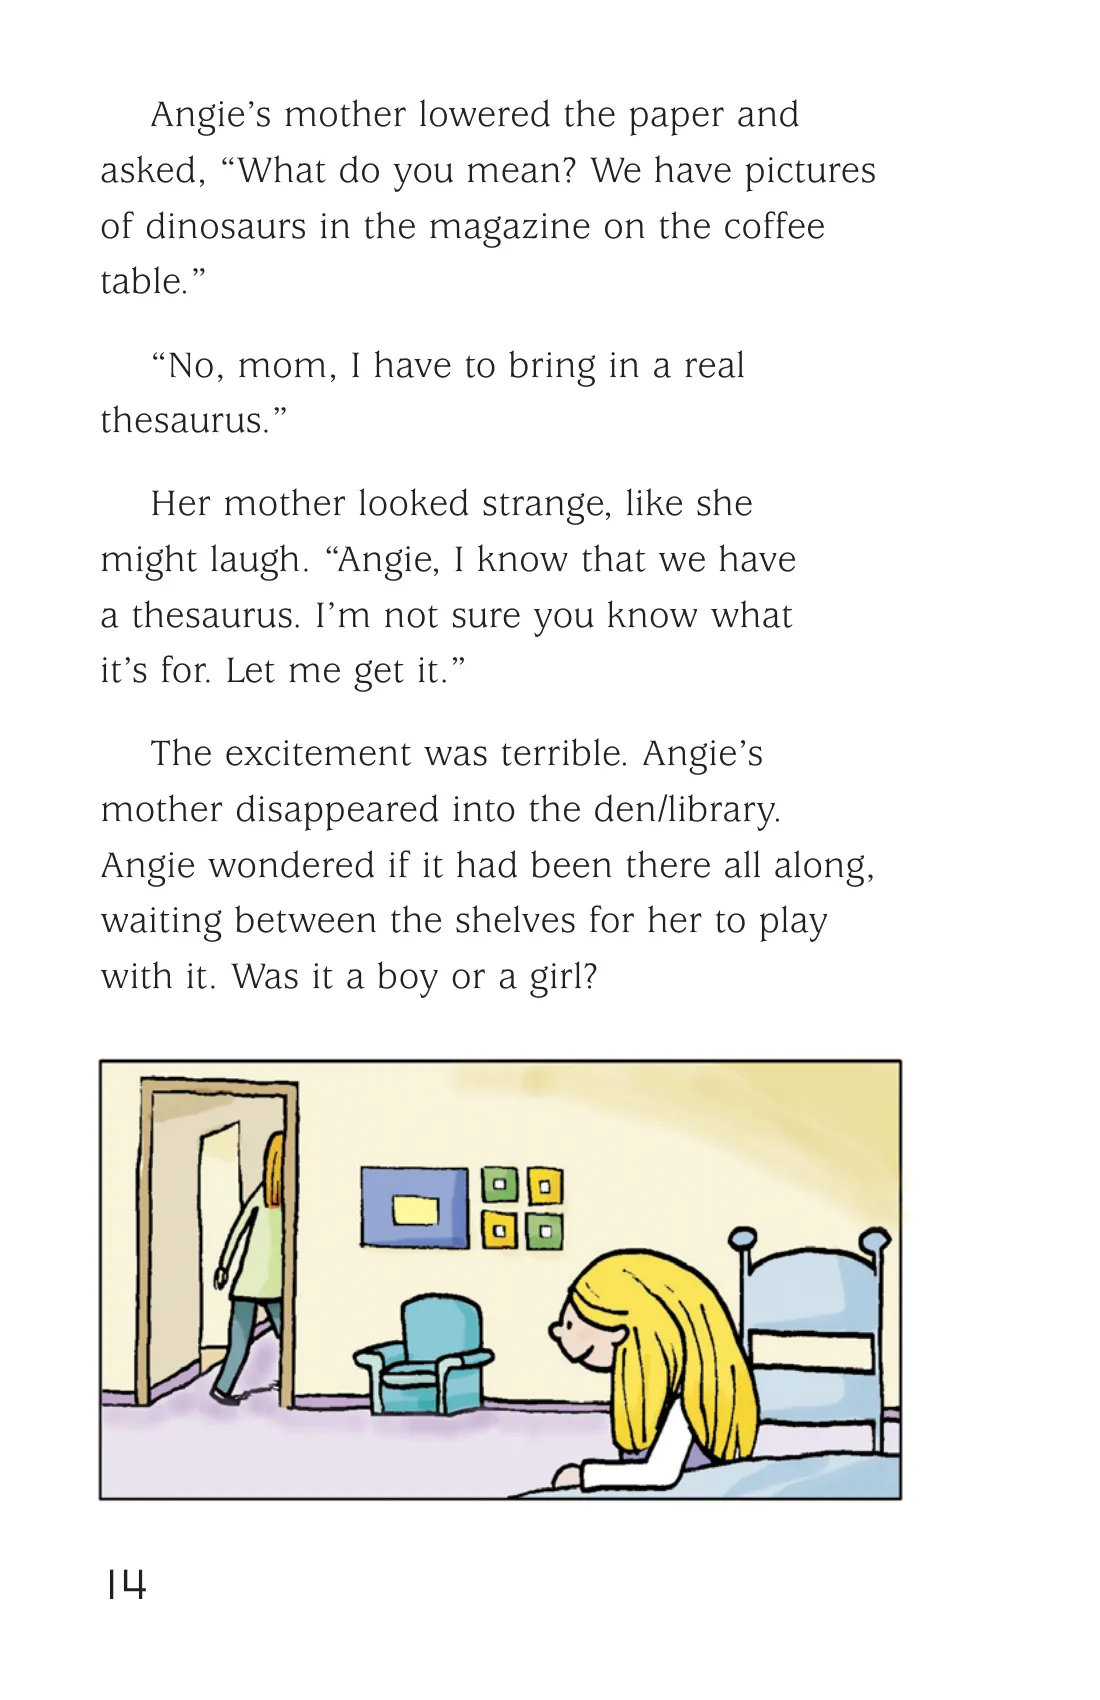 Angie’s mother lowered the paper and
asked, “What do you mean? We have pictures
of dinosaurs in the magazine on the coffee
table.”
“No, mom, I have to bring in a real
thesaurus.”
Her mother looked strange, like she
might laugh. “Angie, I know that we have
a thesaurus. I’m not sure you know what
it’s for. Let me get it.”
The excitement was terrible. Angie’s
mother disappeared into the den/library.
Angie wondered if it had been there all along,
waiting between the shelves for her to play
with it. Was it a boy or a girl?
14